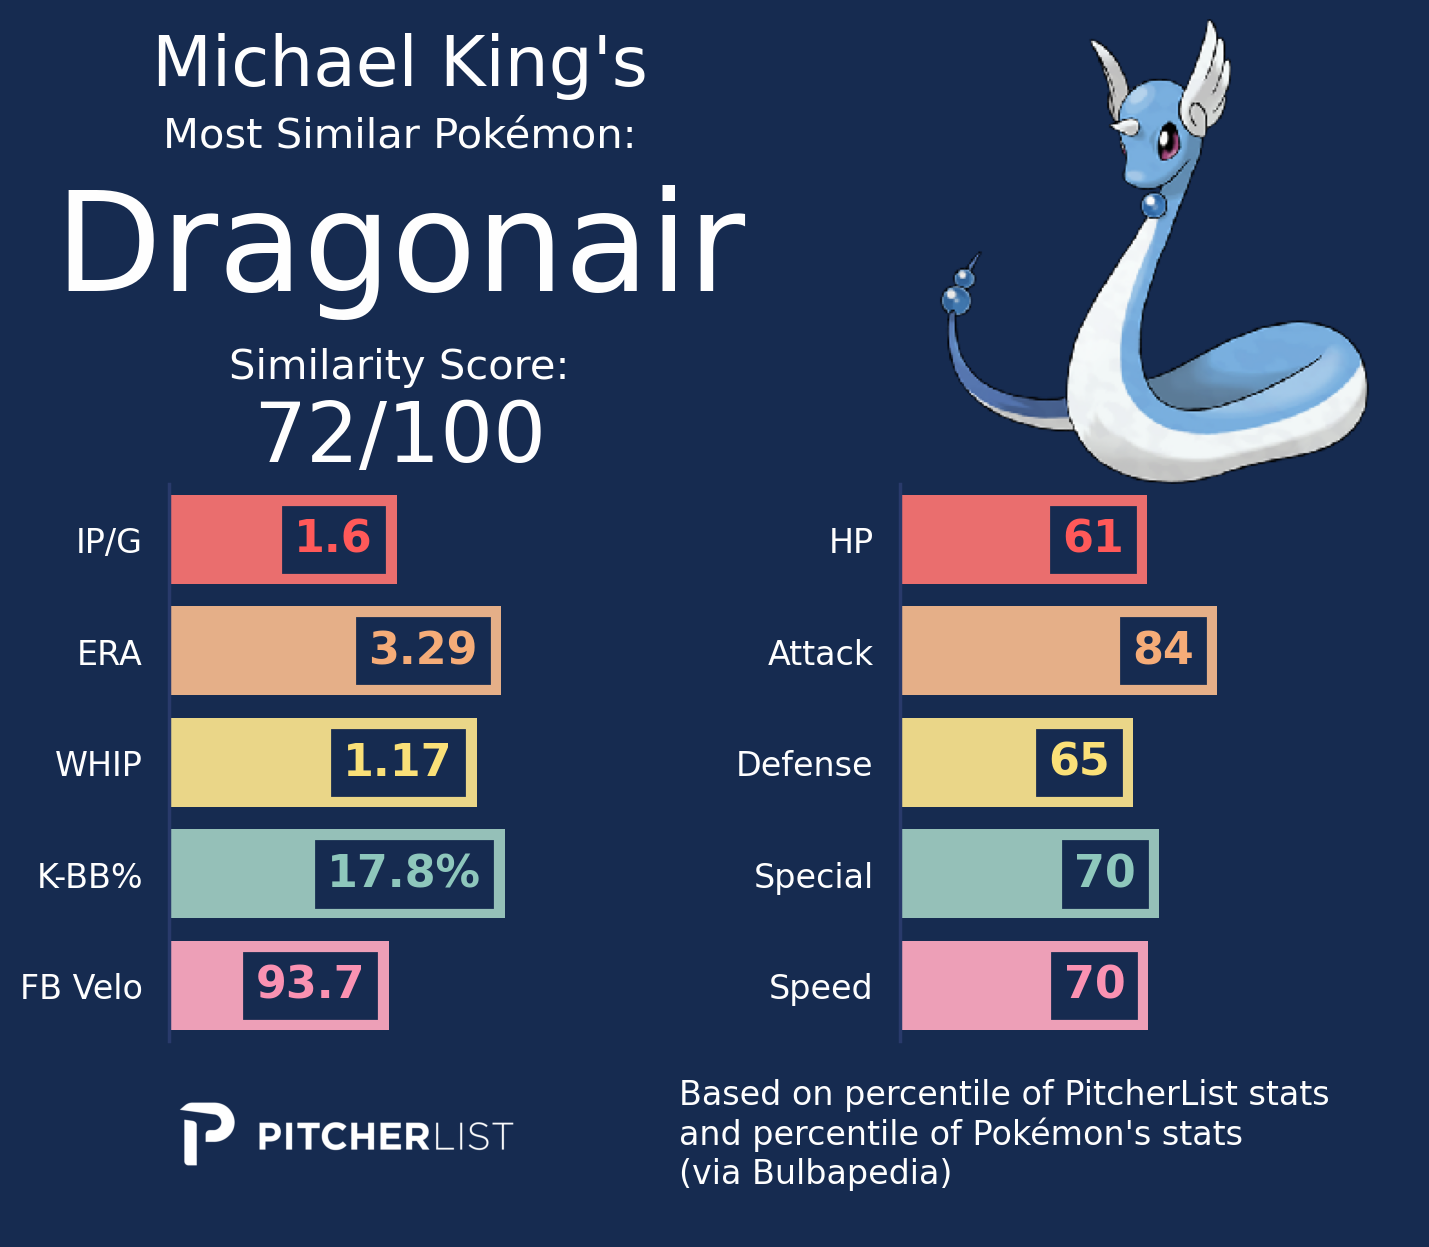 Michael King's
Most Similar Pokémon:
Dragonair
Similarity Score:
72/100
IP/G 1.6
ERA 3.29
WHIP 1.17
K-BB% 17.8%
FB Velo 93.7
HP 61
Attack 84
Defense 65
Special 70
Speed 70
PITCHERLIST
Based on percentile of PitcherList stats
and percentile of Pokémon's stats
(via Bulbapedia)